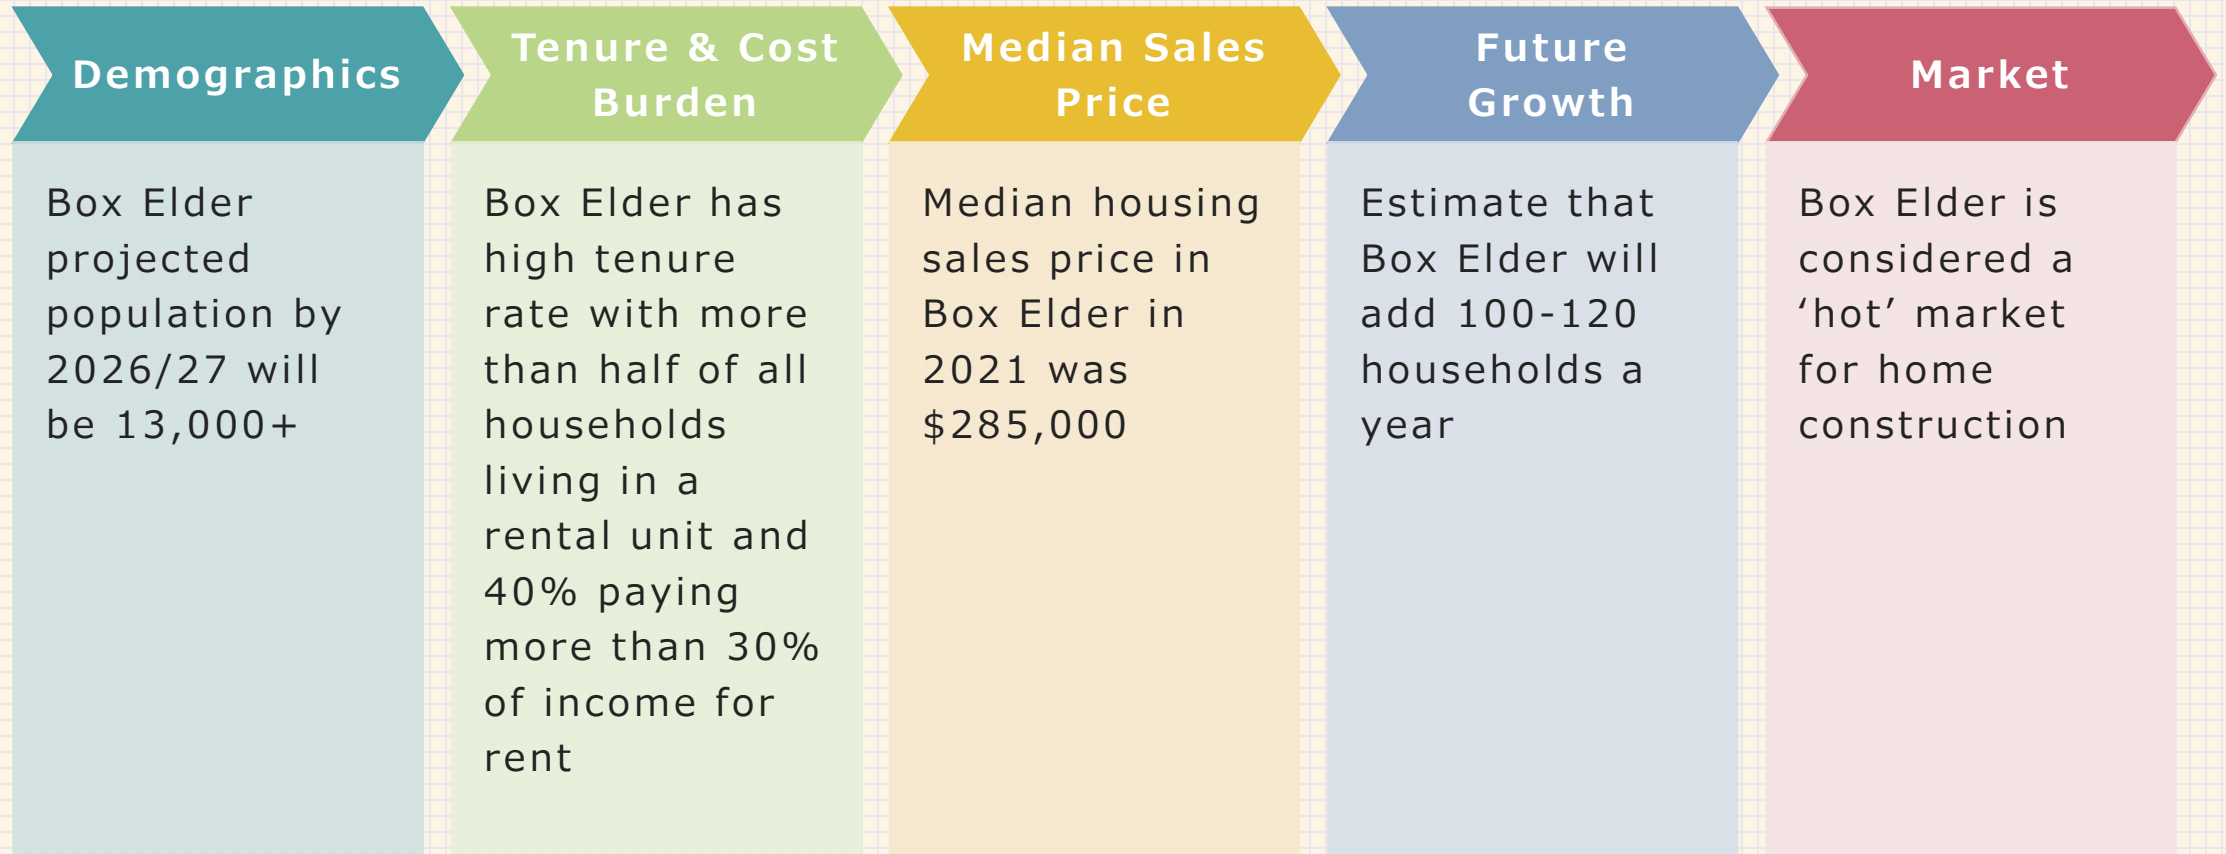 Demographics
Box Elder
projected
population by
2026/27 will
be 13,000+
Tenure & Cost
Burden
Box Elder has
high tenure
rate with more
than half of all
households
living in a
rental unit and
40% paying
more than 30%
of income for
rent
Median Sales
Price
Median housing
sales price in
Box Elder in
2021 was
$285,000
Future
Growth
Estimate that
Box Elder will
add 100-120
households a
year
Market
Box Elder is
considered a
‘hot’ market
for home
construction